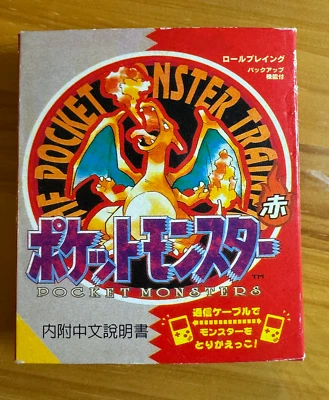 ロールプレイング
バックアップ
機能付
THE POCKET MONSTER TRAINER
赤
ポケットモンスター
TM
POCKET MONSTERS
内附中文説明書
通信ケーブルで
モンスターを
とりかえっこ!